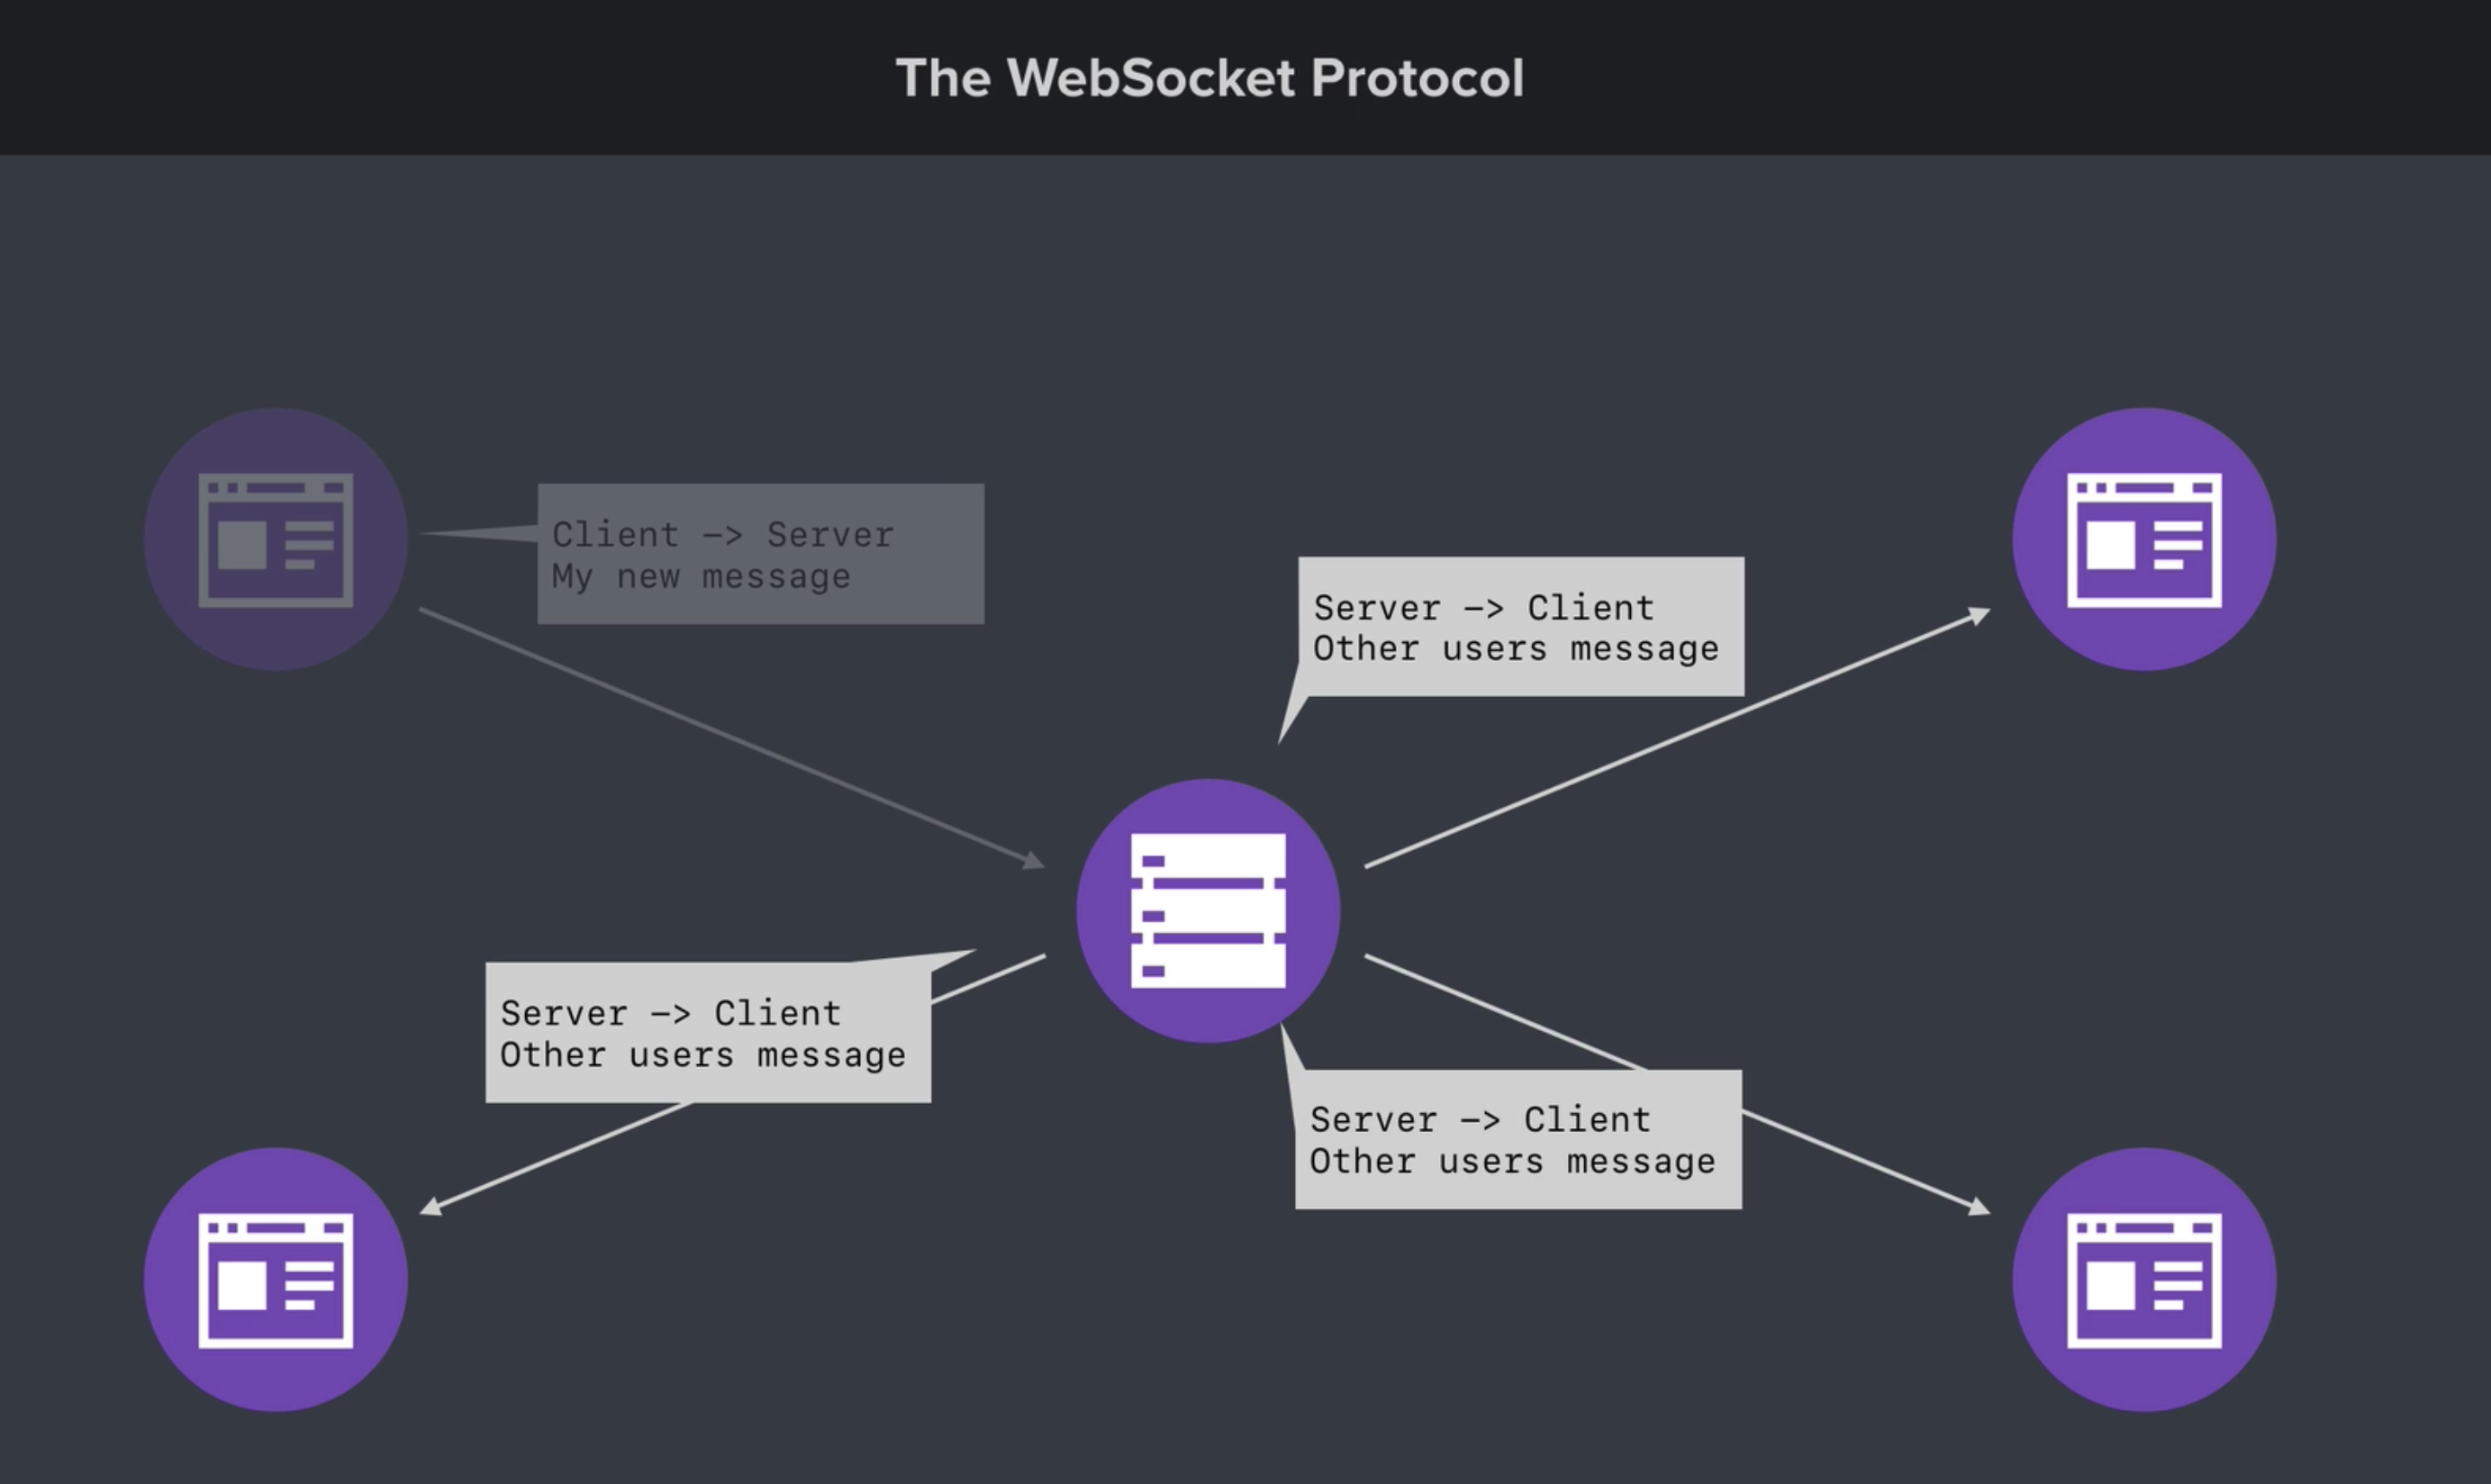 The WebSocket Protocol
Client —> Server
My new message
Server —> Client
Other users message
Server —> Client
Other users message
Server —> Client
Other users message